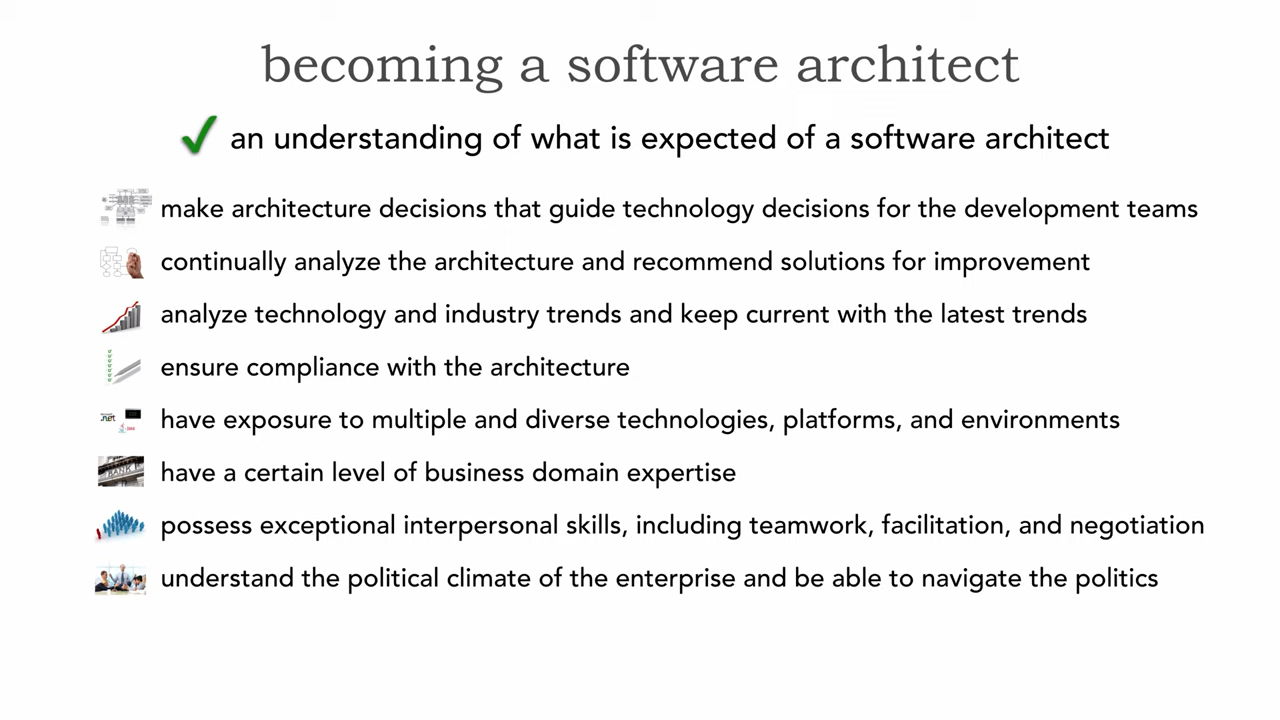 becoming a software architect
an understanding of what is expected of a software architect
make architecture decisions that guide technology decisions for the development teams
continually analyze the architecture and recommend solutions for improvement
analyze technology and industry trends and keep current with the latest trends
ensure compliance with the architecture
.net
have exposure to multiple and diverse technologies, platforms, and environments
BANK
have a certain level of business domain expertise
possess exceptional interpersonal skills, including teamwork, facilitation, and negotiation
understand the political climate of the enterprise and be able to navigate the politics